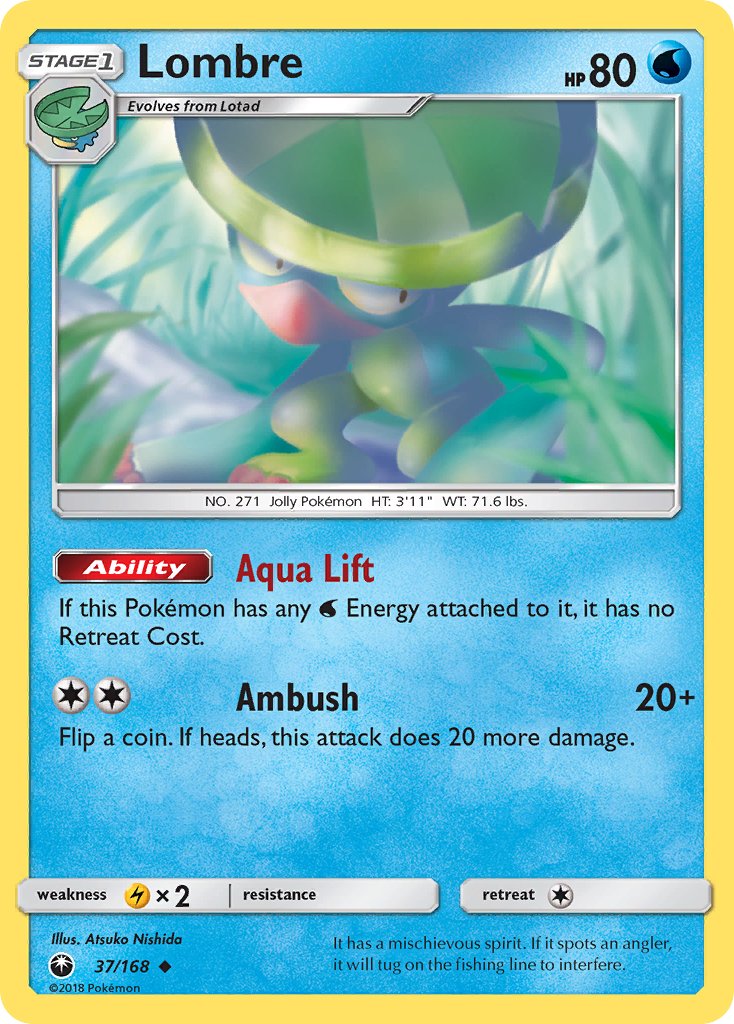 STAGE1
Lombre
HP 80
Evolves from Lotad
NO. 271 Jolly Pokémon HT: 3'11" WT: 71.6 lbs.
Ability Aqua Lift
If this Pokémon has any Energy attached to it, it has no
Retreat Cost.
Ambush 20+
Flip a coin. If heads, this attack does 20 more damage.
weakness ×2 resistance retreat
Illus. Atsuko Nishida
37/168
©2018 Pokémon
It has a mischievous spirit. If it spots an angler,
it will tug on the fishing line to interfere.